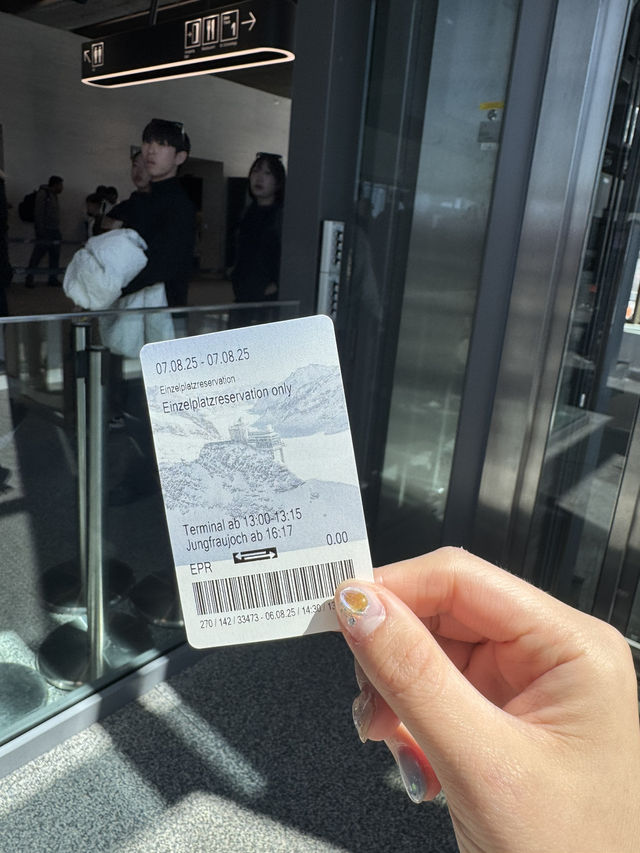 07.08.25 - 07.08.25
Einzelplatzreservation
Einzelplatzreservation only
Terminal ab 13:00-13:15
Jungfraujoch ab 16:17
0.00
EPR
270 / 142 / 33473 - 06.08.25 / 14:30 / 13